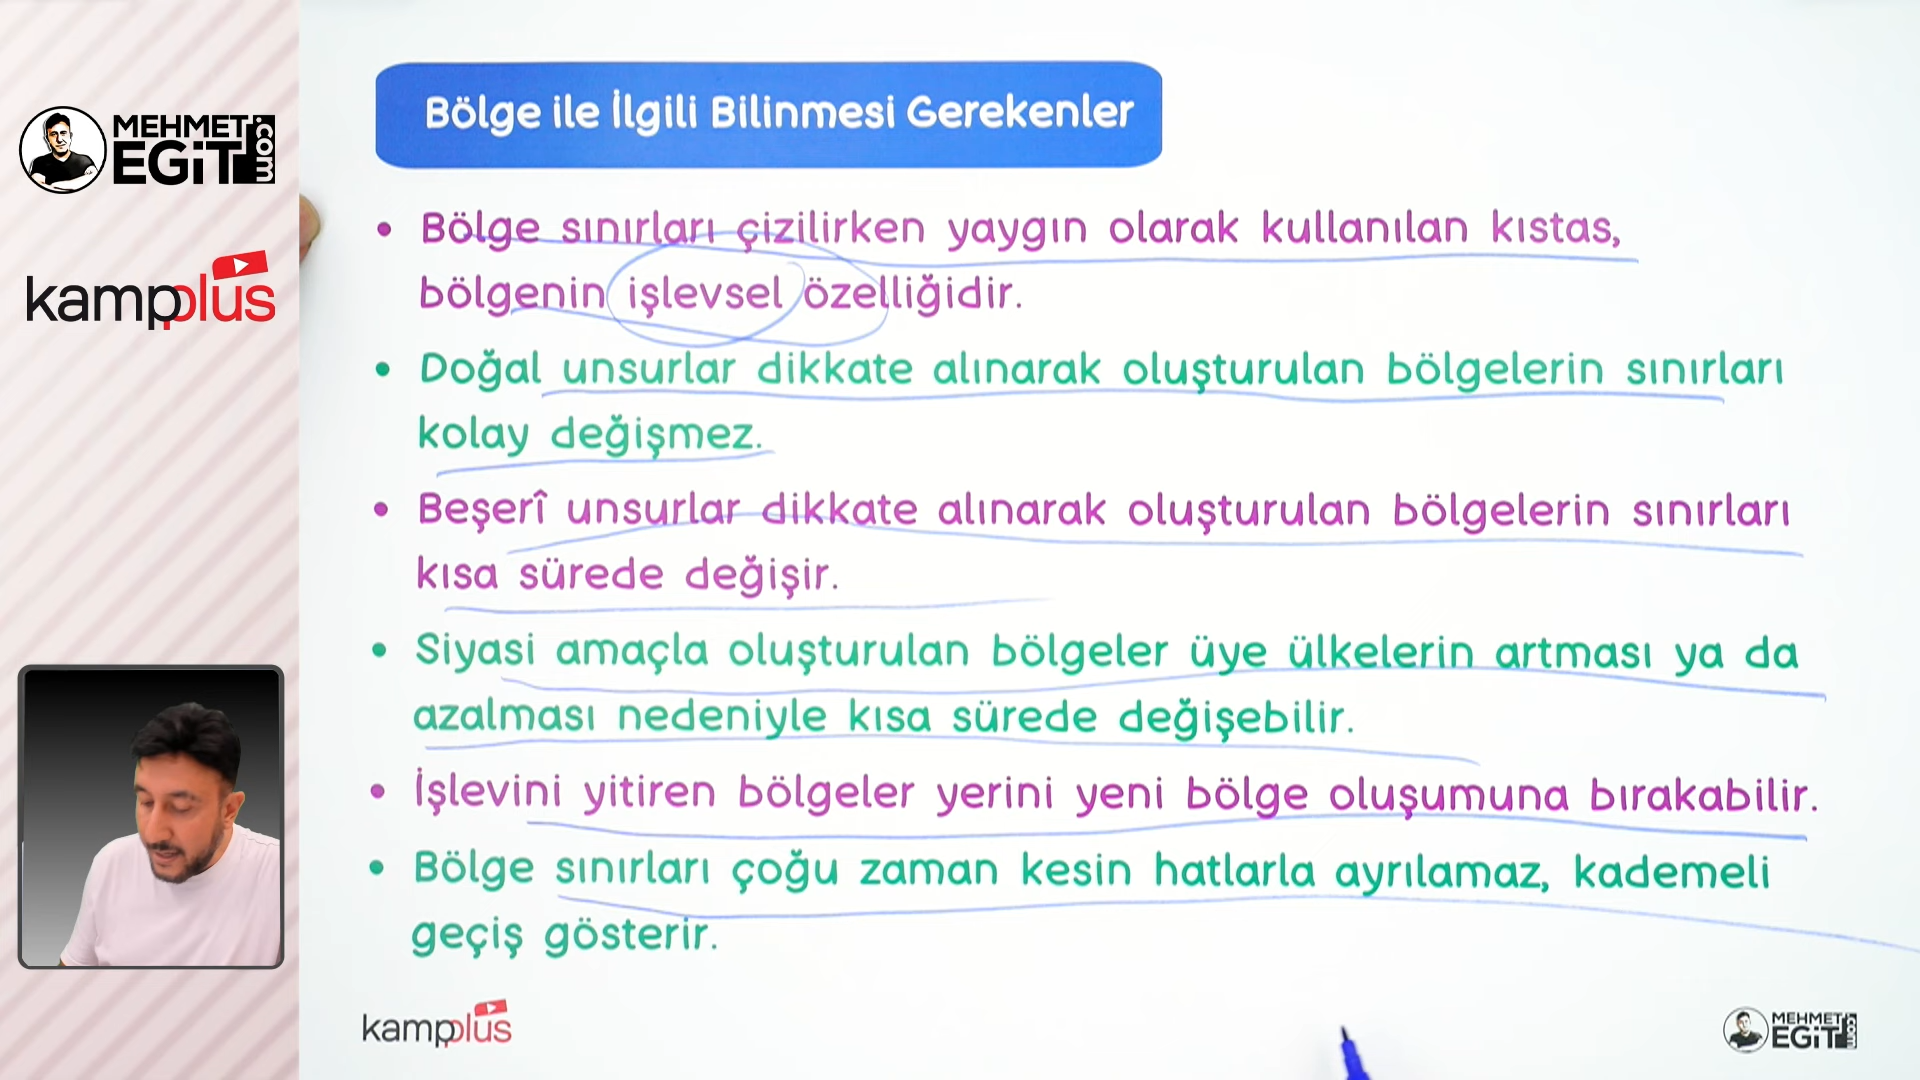 MEHMET
EGiT
.com
kampplus
Bölge ile İlgili Bilinmesi Gerekenler
• Bölge sınırları çizilirken yaygın olarak kullanılan kıstas,
bölgenin işlevsel özelliğidir.
• Doğal unsurlar dikkate alınarak oluşturulan bölgelerin sınırları
kolay değişmez.
• Beşerî unsurlar dikkate alınarak oluşturulan bölgelerin sınırları
kısa sürede değişir.
• Siyasi amaçla oluşturulan bölgeler üye ülkelerin artması ya da
azalması nedeniyle kısa sürede değişebilir.
• İşlevini yitiren bölgeler yerini yeni bölge oluşumuna bırakabilir.
• Bölge sınırları çoğu zaman kesin hatlarla ayrılamaz, kademeli
geçiş gösterir.
kampplus
MEHMET
EGiT
.com